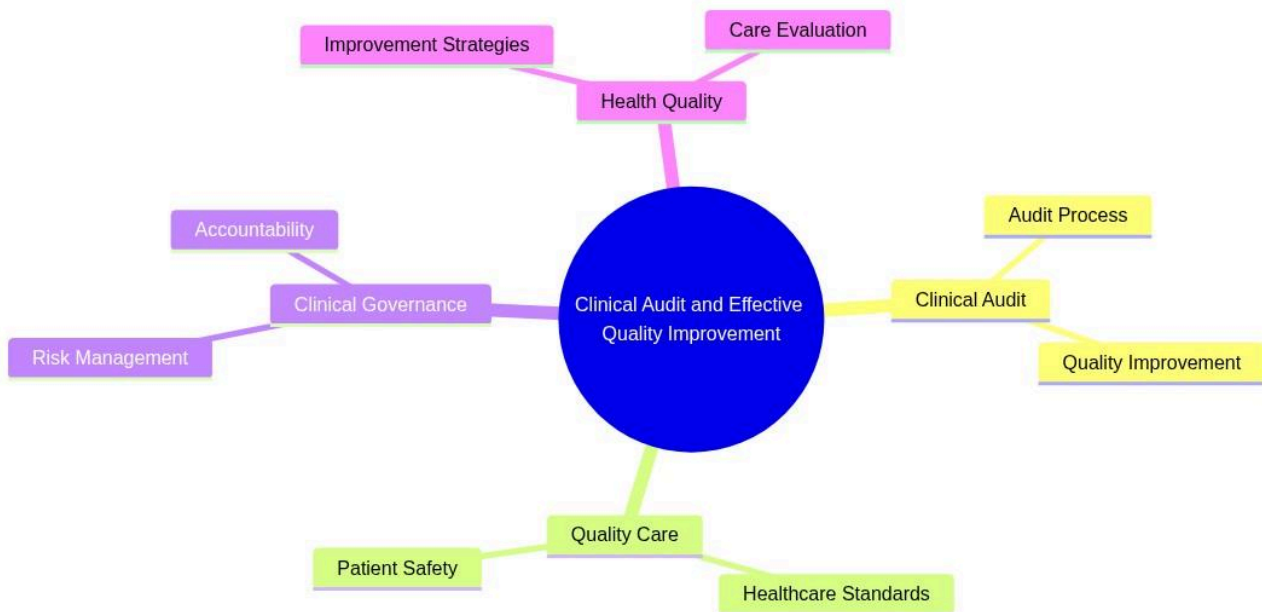 Care Evaluation
Improvement Strategies
Health Quality
Accountability
Audit Process
Clinical Governance
Clinical Audit and Effective
Quality Improvement
Clinical Audit
Risk Management
Quality Improvement
Quality Care
Patient Safety
Healthcare Standards